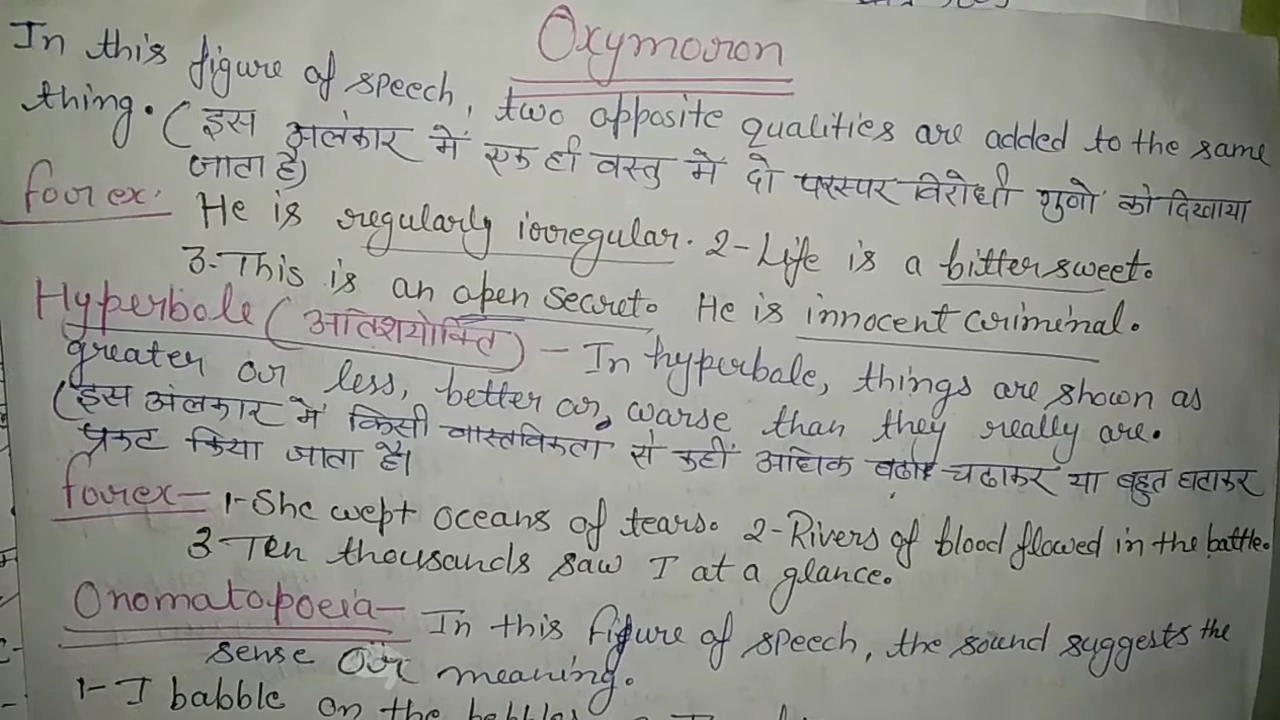 Oxymoron
In this figure of speech, two opposite qualities are added to the same
thing. (इस अलंकार में एक ही वस्तु में दो परस्पर विरोधी गुणों को दिखाया
जाता है)
for ex. He is regularly irregular. 2-Life is a bitter sweet.
3-This is an open secret. He is innocent criminal.
Hyperbole (अतिशयोक्ति) - In hyperbale, things are shown as
greater or less, better or, warse than they really are.
(इस अंलकार में किसी वास्तविकता से कहीं अधिक बढ़ा चढाकर या बहुत घटाकर
प्रकट किया जाता है।
for ex- 1-She wept oceans of tears. 2-Rivers of blood flowed in the battle.
3-Ten thousands saw I at a glance.
Onomatopoeia- In this figure of speech, the sound suggests the
sense or meaning.
1-I babble on the